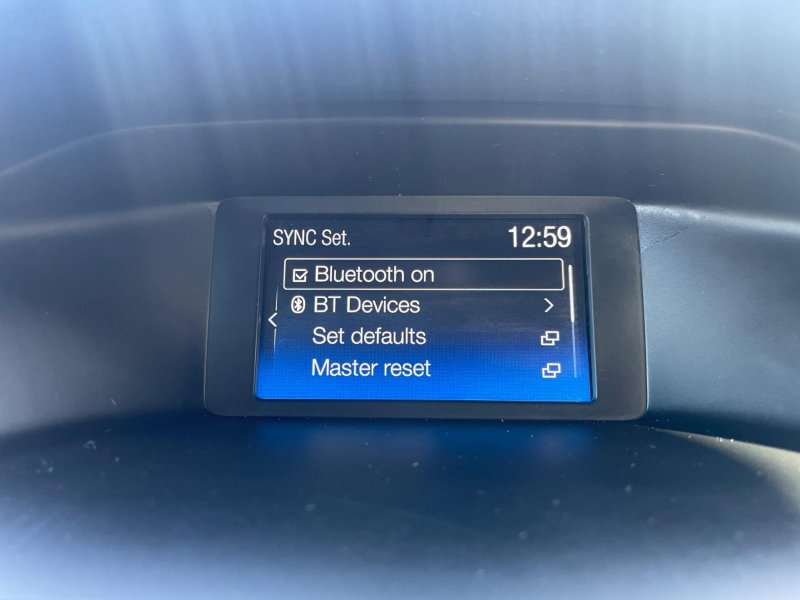 SYNC Set. 12:59
Bluetooth on
BT Devices
Set defaults
Master reset